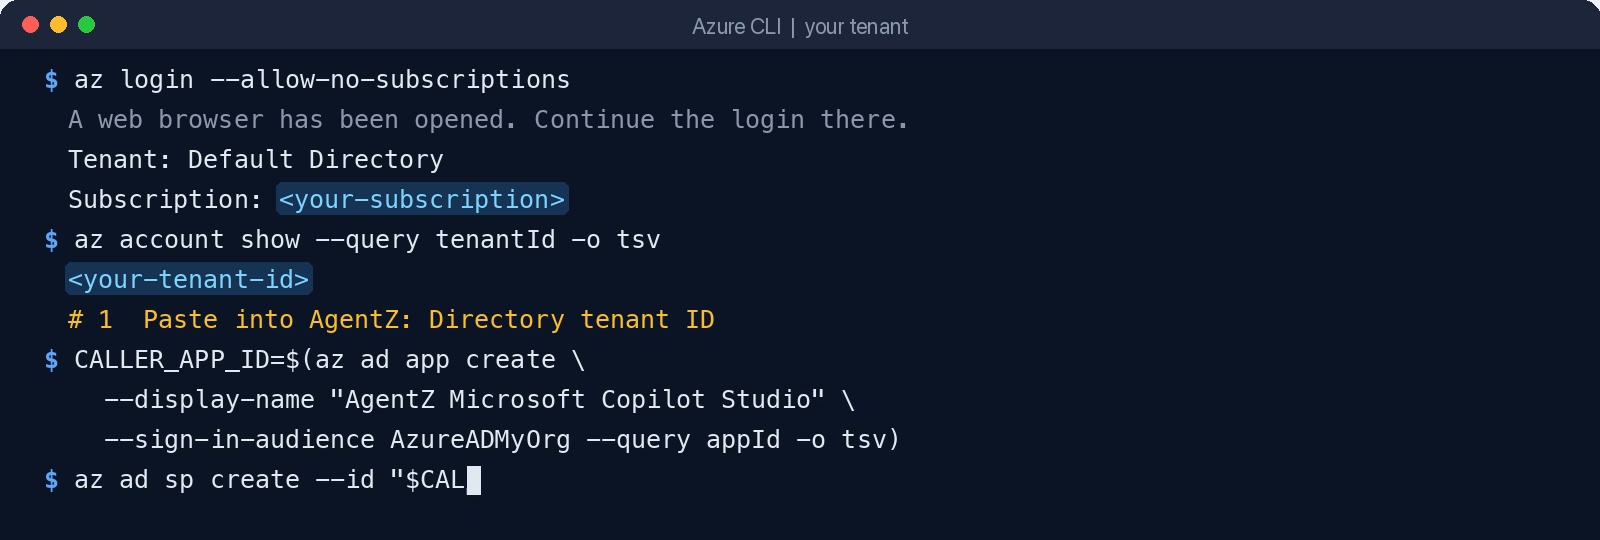 Azure CLI | your tenant
$ az login --allow-no-subscriptions
A web browser has been opened. Continue the login there.
Tenant: Default Directory
Subscription: <your-subscription>
$ az account show --query tenantId -o tsv
<your-tenant-id>
# 1  Paste into AgentZ: Directory tenant ID
$ CALLER_APP_ID=$(az ad app create \
--display-name "AgentZ Microsoft Copilot Studio" \
--sign-in-audience AzureADMyOrg --query appId -o tsv)
$ az ad sp create --id "$CAL